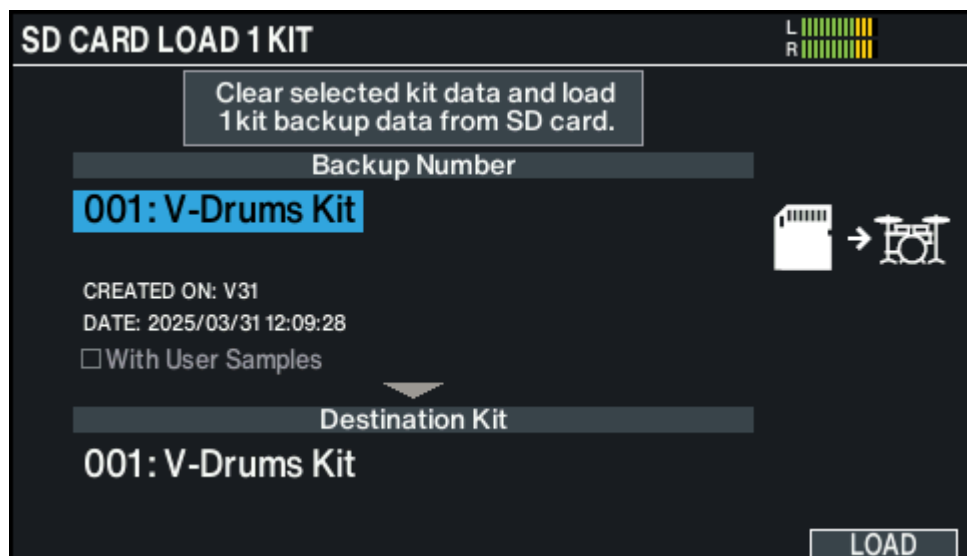 SD CARD LOAD 1 KIT
L
R
Clear selected kit data and load
1kit backup data from SD card.
Backup Number
001: V-Drums Kit
CREATED ON: V31
DATE: 2025/03/31 12:09:28
With User Samples
Destination Kit
001: V-Drums Kit
LOAD